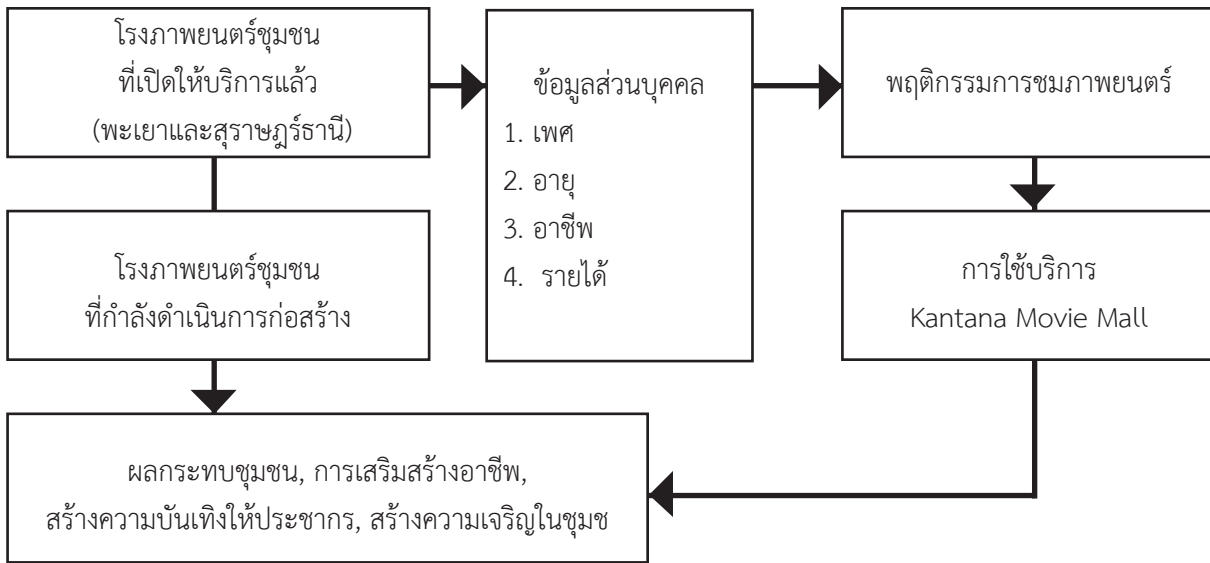 โรงภาพยนตร์ชุมชน
ที่เปิดให้บริการแล้ว
(พะเยาและสุราษฎร์ธานี)
ข้อมูลส่วนบุคคล
1. เพศ
2. อายุ
3. อาชีพ
4. รายได้
พฤติกรรมการชมภาพยนตร์
โรงภาพยนตร์ชุมชน
ที่กำลังดำเนินการก่อสร้าง
การใช้บริการ
Kantana Movie Mall
ผลกระทบชุมชน, การเสริมสร้างอาชีพ,
สร้างความบันเทิงให้ประชากร, สร้างความเจริญในชุมช